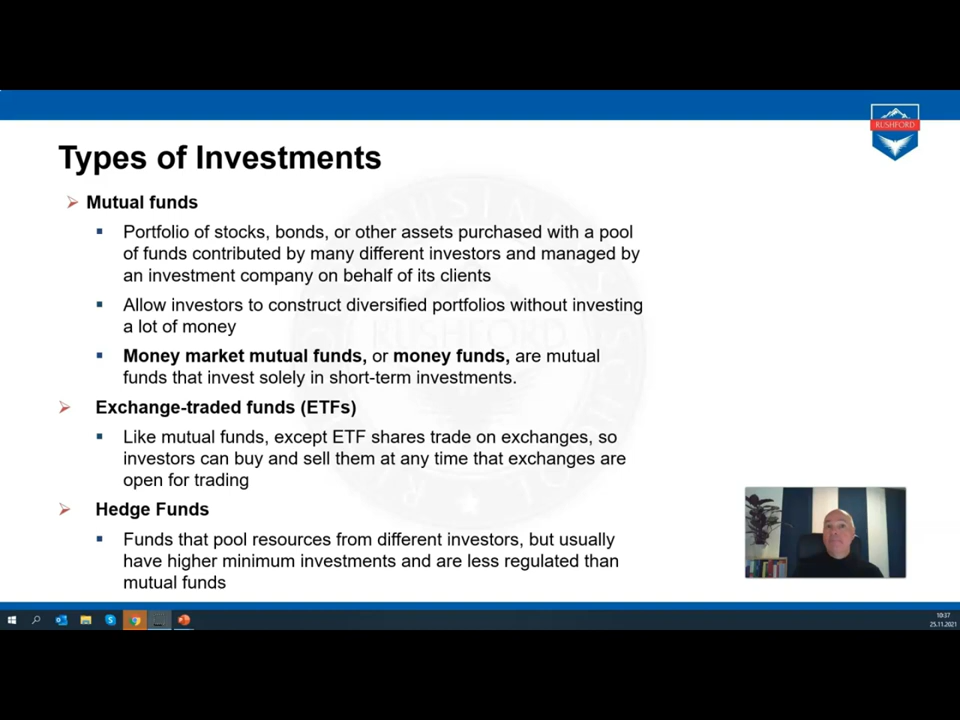 RUSHFORD
Types of Investments
Mutual funds
Portfolio of stocks, bonds, or other assets purchased with a pool
of funds contributed by many different investors and managed by
an investment company on behalf of its clients
Allow investors to construct diversified portfolios without investing
a lot of money
Money market mutual funds, or money funds, are mutual
funds that invest solely in short-term investments.
Exchange-traded funds (ETFs)
Like mutual funds, except ETF shares trade on exchanges, so
investors can buy and sell them at any time that exchanges are
open for trading
Hedge Funds
Funds that pool resources from different investors, but usually
have higher minimum investments and are less regulated than
mutual funds
10:37
25.11.2021